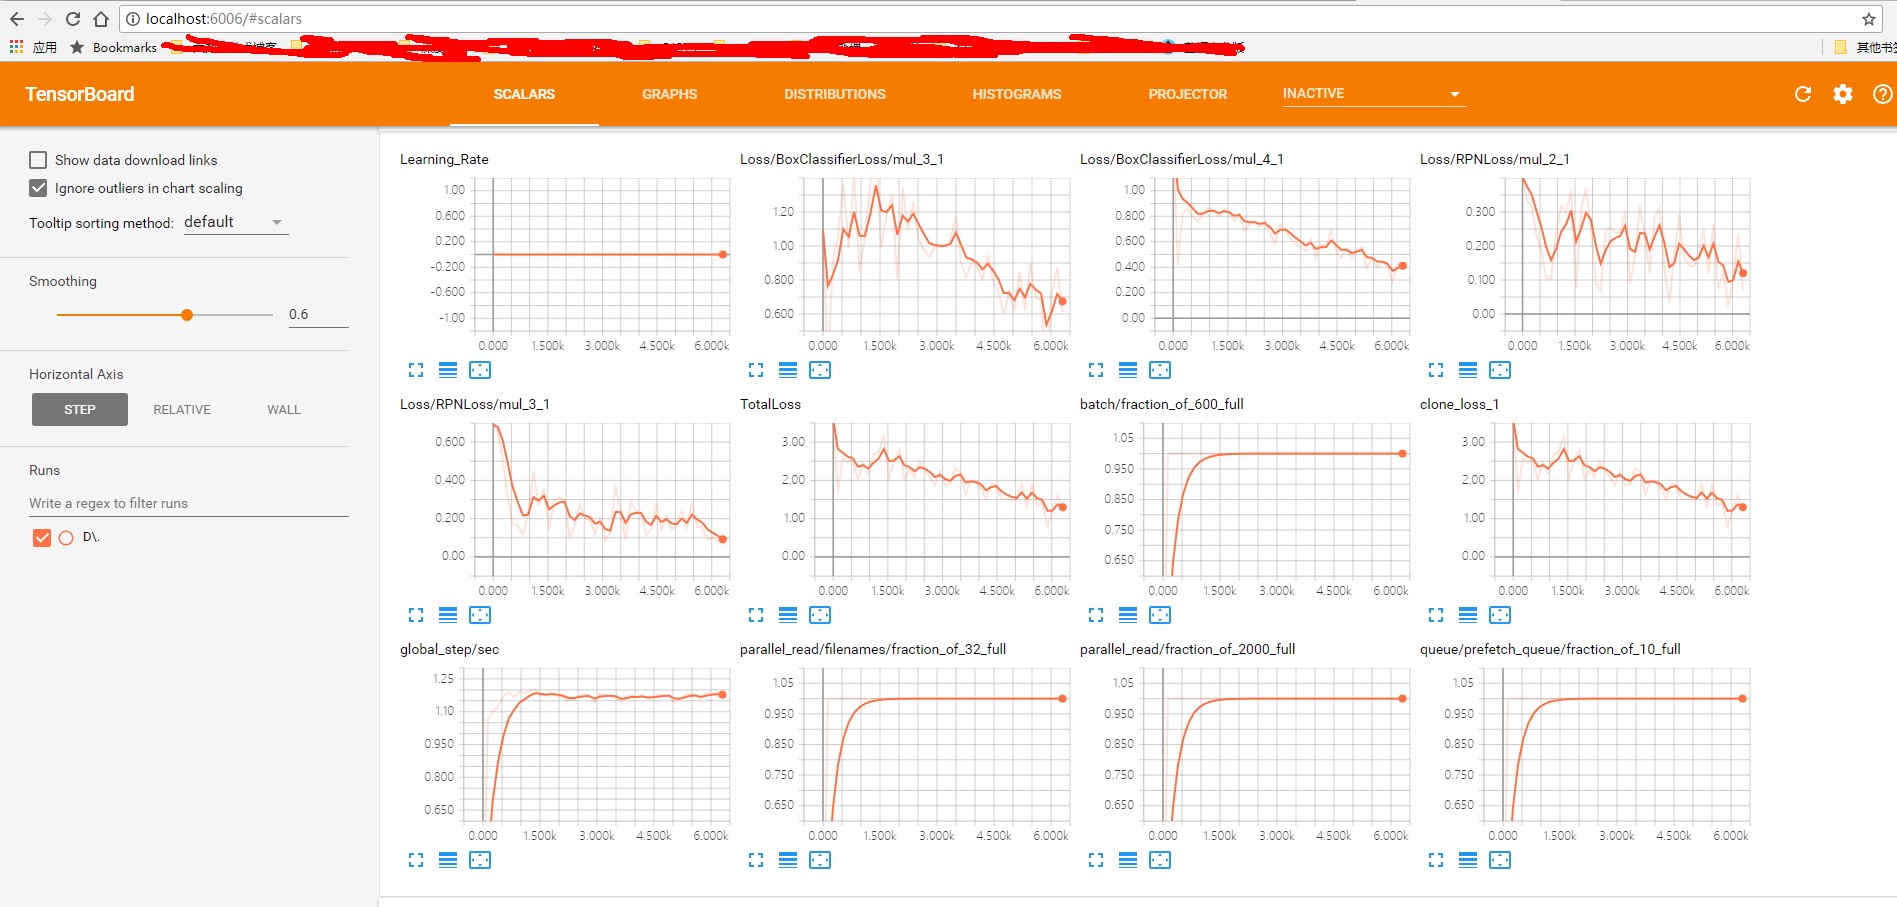 localhost:6006/#scalars
应用 Bookmarks 其他书签
TensorBoard SCALARS GRAPHS DISTRIBUTIONS HISTOGRAMS PROJECTOR INACTIVE
Show data download links
Ignore outliers in chart scaling
Tooltip sorting method: default
Smoothing
0.6
Horizontal Axis
STEP RELATIVE WALL
Runs
Write a regex to filter runs
D\.
Learning_Rate
1.00
0.600
0.200
-0.200
-0.600
-1.00
0.000 1.500k 3.000k 4.500k 6.000k
Loss/BoxClassifierLoss/mul_3_1
1.20
1.00
0.800
0.600
0.000 1.500k 3.000k 4.500k 6.000k
Loss/BoxClassifierLoss/mul_4_1
1.00
0.800
0.600
0.400
0.200
0.00
0.000 1.500k 3.000k 4.500k 6.000k
Loss/RPNLoss/mul_2_1
0.300
0.200
0.100
0.00
0.000 1.500k 3.000k 4.500k 6.000k
Loss/RPNLoss/mul_3_1
0.600
0.400
0.200
0.00
0.000 1.500k 3.000k 4.500k 6.000k
TotalLoss
3.00
2.00
1.00
0.00
0.000 1.500k 3.000k 4.500k 6.000k
batch/fraction_of_600_full
1.05
0.950
0.850
0.750
0.650
0.000 1.500k 3.000k 4.500k 6.000k
clone_loss_1
3.00
2.00
1.00
0.00
0.000 1.500k 3.000k 4.500k 6.000k
global_step/sec
1.25
1.10
0.950
0.800
0.650
0.000 1.500k 3.000k 4.500k 6.000k
parallel_read/filenames/fraction_of_32_full
1.05
0.950
0.850
0.750
0.650
0.000 1.500k 3.000k 4.500k 6.000k
parallel_read/fraction_of_2000_full
1.05
0.950
0.850
0.750
0.650
0.000 1.500k 3.000k 4.500k 6.000k
queue/prefetch_queue/fraction_of_10_full
1.05
0.950
0.850
0.750
0.650
0.000 1.500k 3.000k 4.500k 6.000k